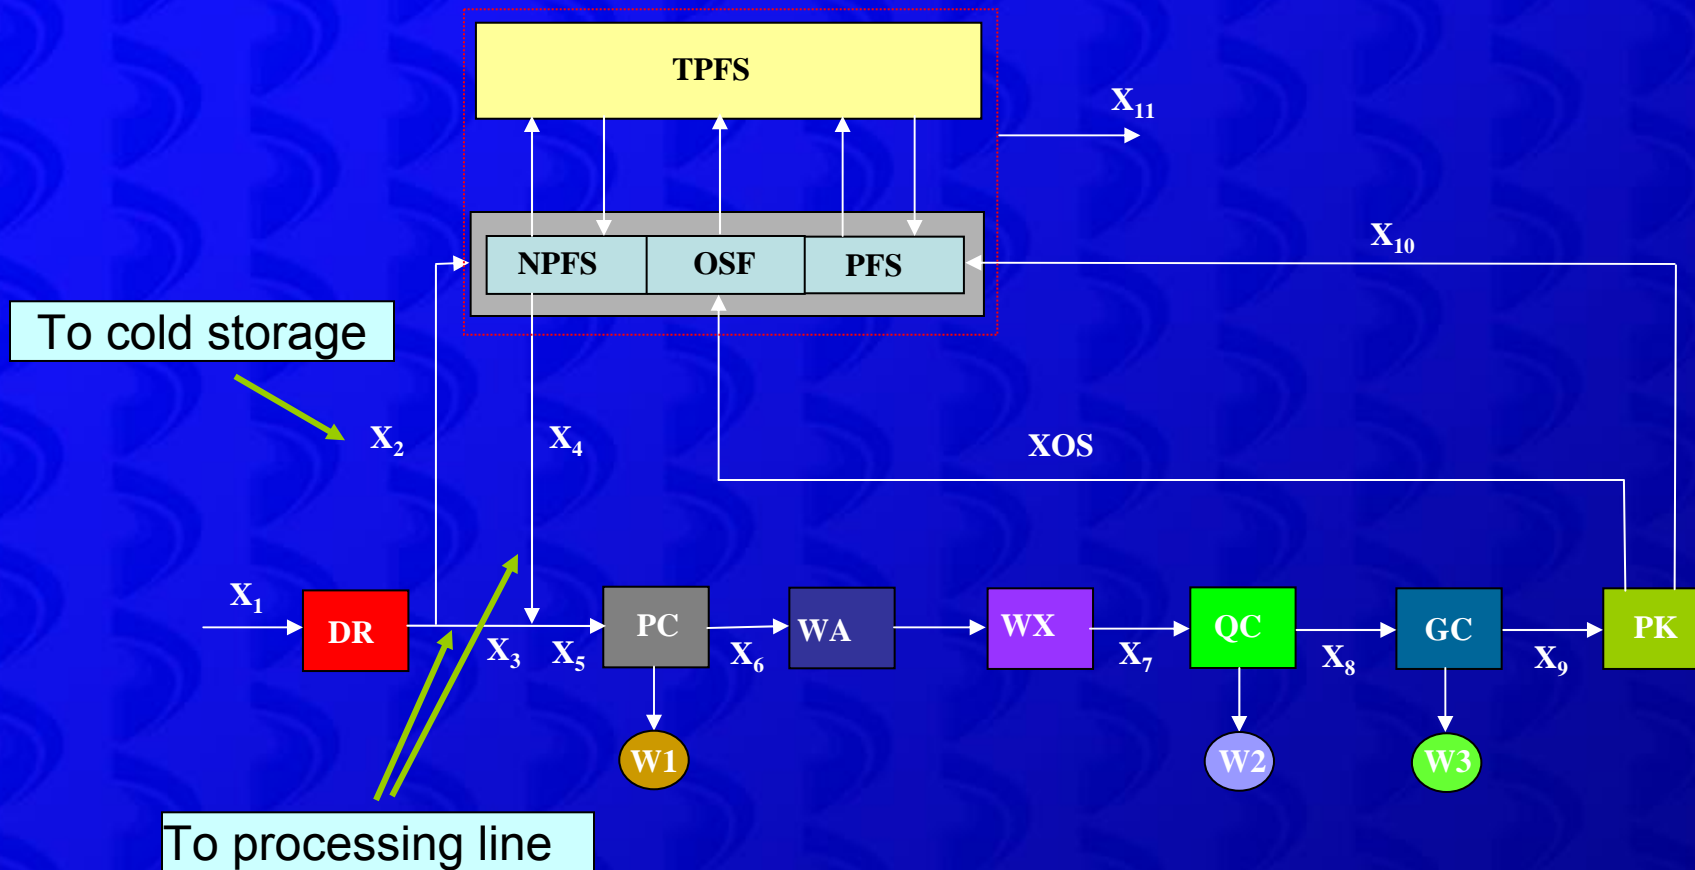 TPFS
X11
NPFS OSF PFS
X10
To cold storage
X2 X4 XOS
X1
DR X3 X5 PC X6 WA WX X7 QC X8 GC X9 PK
W1 W2 W3
To processing line